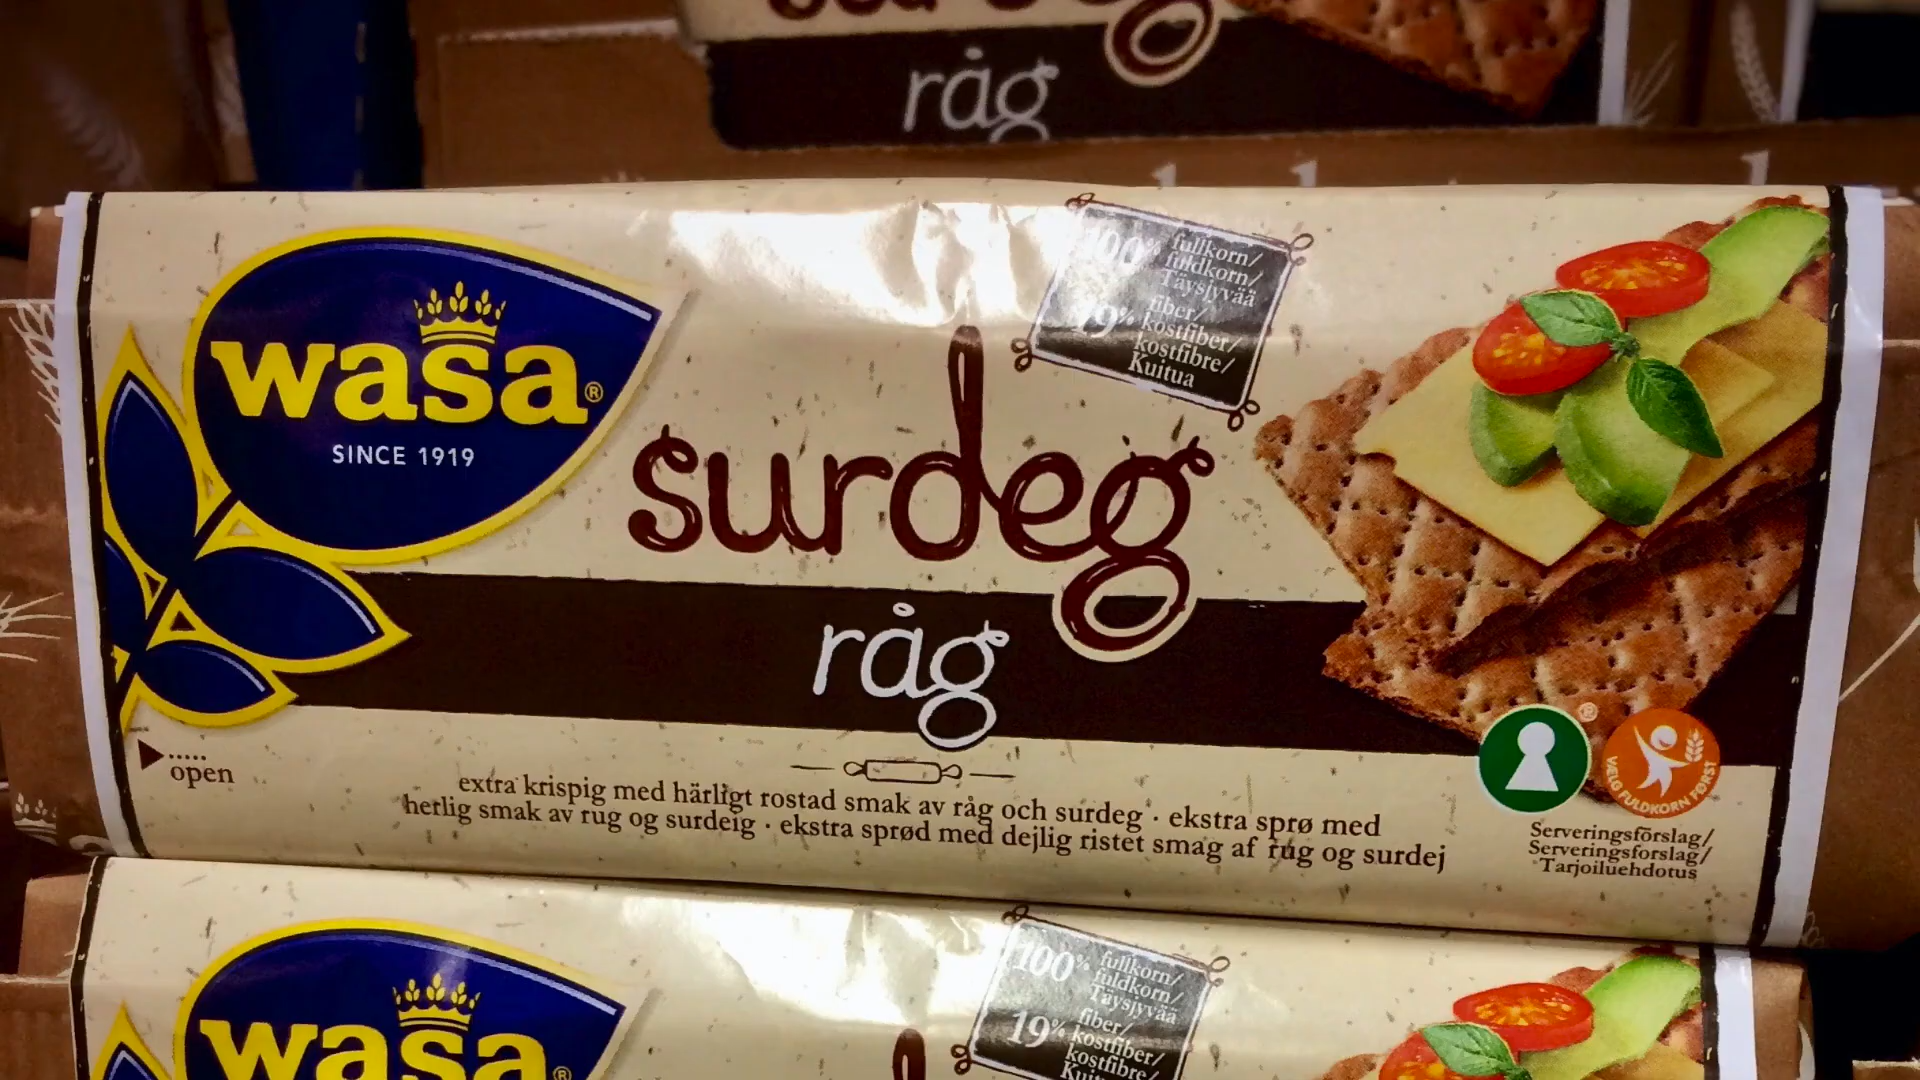 råg
wasa®
SINCE 1919
100% fullkorn/
fuldkorn/
Täysjyvää
19% fiber/
kostfiber/
kostfibre/
Kuitua
surdeg
råg
open
extra krispig med härligt rostad smak av råg och surdeg · ekstra sprø med
herlig smak av rug og surdeig · ekstra sprød med dejlig ristet smag af rug og surdej
®
VÆLG FULDKORN FØRST
Serveringsförslag/
Serveringsforslag/
Tarjoiluehdotus
wasa®
100% fullkorn/
fuldkorn/
Täysjyvää
19% fiber/
kostfiber/
kostfibre/